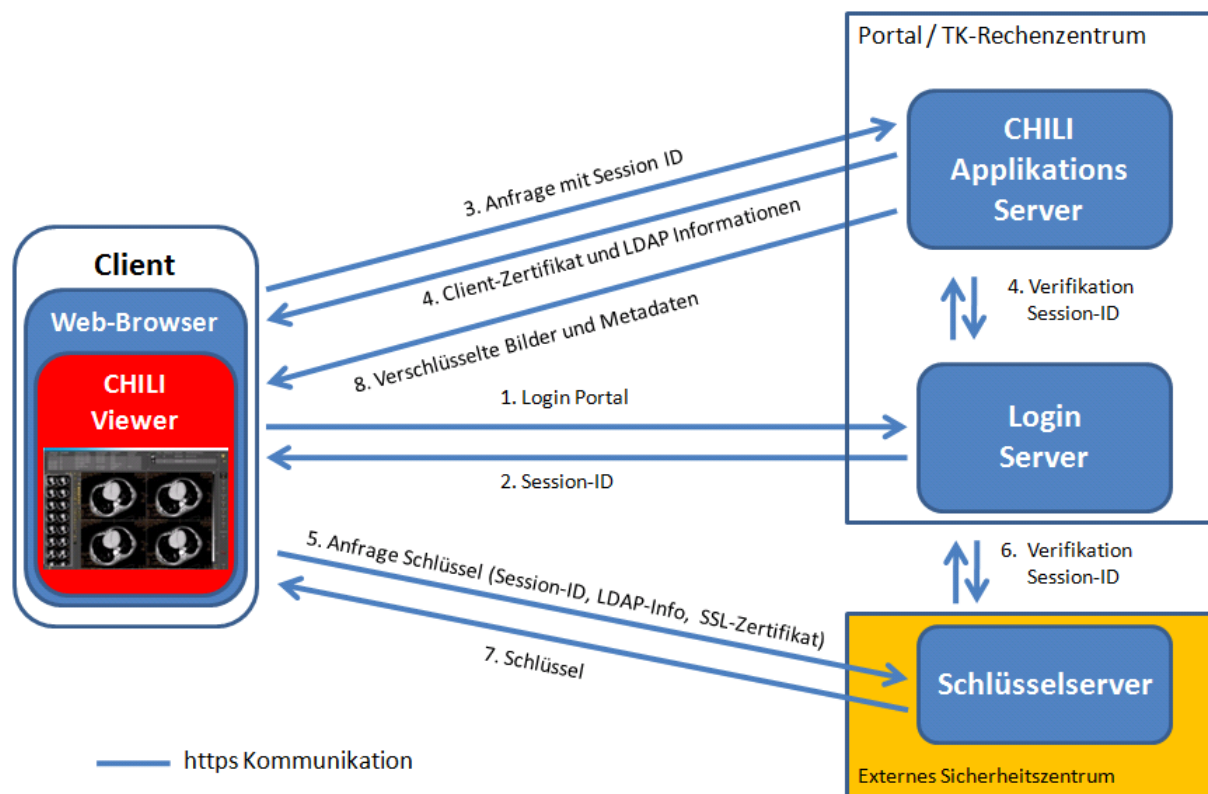 Portal / TK-Rechenzentrum
CHILI
Applikations
Server
3. Anfrage mit Session ID
4. Client-Zertifikat und LDAP Informationen
8. Verschlüsselte Bilder und Metadaten
Client
Web-Browser
CHILI
Viewer
4. Verifikation
Session-ID
1. Login Portal
2. Session-ID
Login
Server
5. Anfrage Schlüssel (Session-ID, LDAP-Info, SSL-Zertifikat)
7. Schlüssel
6. Verifikation
Session-ID
Schlüsselserver
https Kommunikation
Externes Sicherheitszentrum